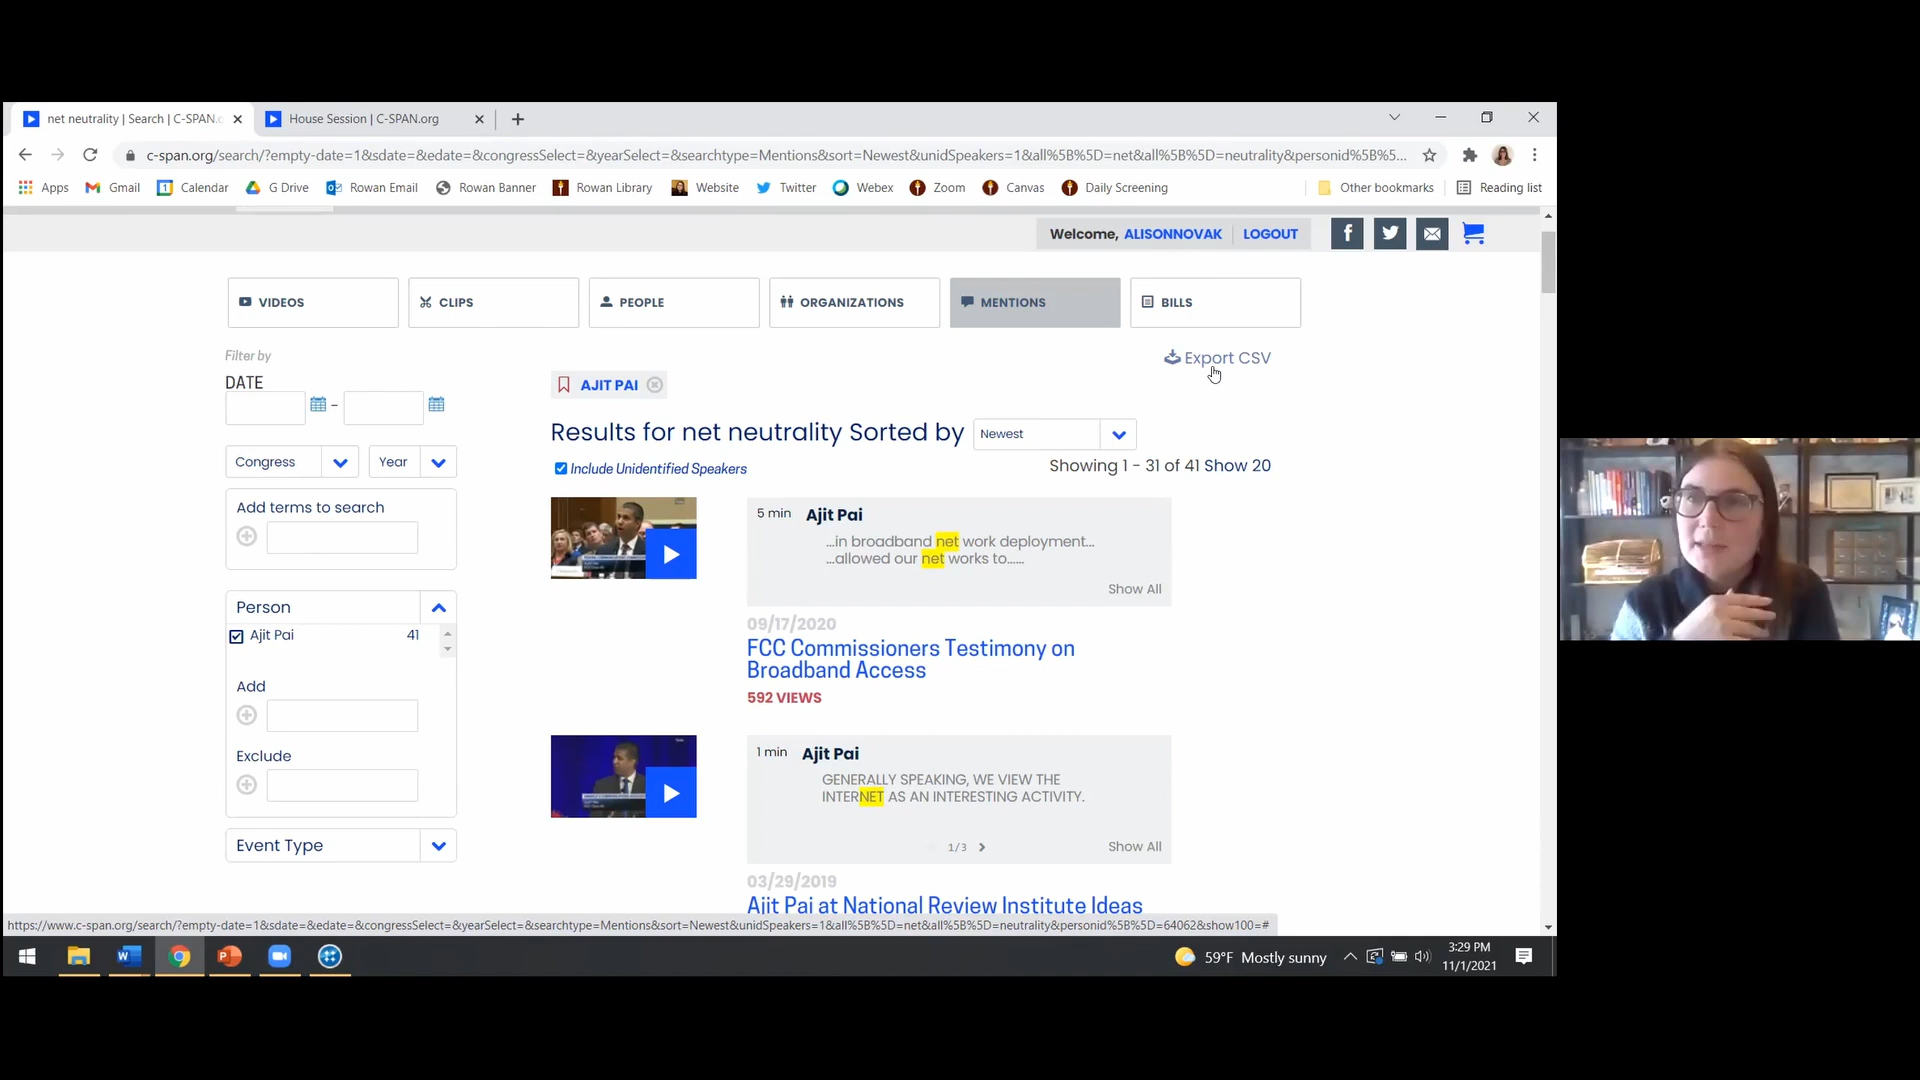 net neutrality | Search | C-SPAN.o
House Session | C-SPAN.org
c-span.org/search/?empty-date=1&sdate=&edate=&congressSelect=&yearSelect=&searchtype=Mentions&sort=Newest&unidSpeakers=1&all%5B%5D=net&all%5B%5D=neutrality&personid%5B%5...
Apps Gmail Calendar G Drive Rowan Email Rowan Banner Rowan Library Website Twitter Webex Zoom Canvas Daily Screening Other bookmarks Reading list
Welcome, ALISONNOVAK LOGOUT
VIDEOS CLIPS PEOPLE ORGANIZATIONS MENTIONS BILLS
Filter by
Export CSV
DATE
AJIT PAI
-
Results for net neutrality Sorted by Newest
Congress Year
Include Unidentified Speakers
Showing 1 - 31 of 41 Show 20
Add terms to search
5 min Ajit Pai
...in broadband net work deployment...
...allowed our net works to......
Show All
Person
Ajit Pai 41
09/17/2020
FCC Commissioners Testimony on
Broadband Access
592 VIEWS
Add
Exclude
1 min Ajit Pai
GENERALLY SPEAKING, WE VIEW THE
INTERNET AS AN INTERESTING ACTIVITY.
1/3
Show All
Event Type
03/29/2019
Ajit Pai at National Review Institute Ideas
https://www.c-span.org/search/?empty-date=1&sdate=&edate=&congressSelect=&yearSelect=&searchtype=Mentions&sort=Newest&unidSpeakers=1&all%5B%5D=net&all%5B%5D=neutrality&personid%5B%5D=64062&show100=#
59°F Mostly sunny
3:29 PM
11/1/2021